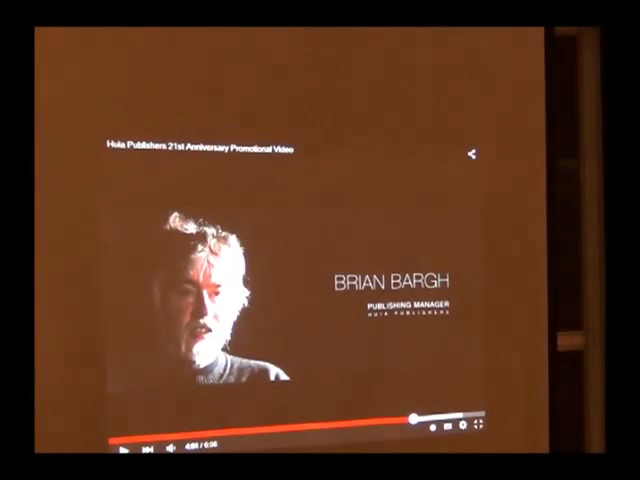 Huia Publishers 21st Anniversary Promotional Video
BRIAN BARGH
PUBLISHING MANAGER
HUIA PUBLISHERS